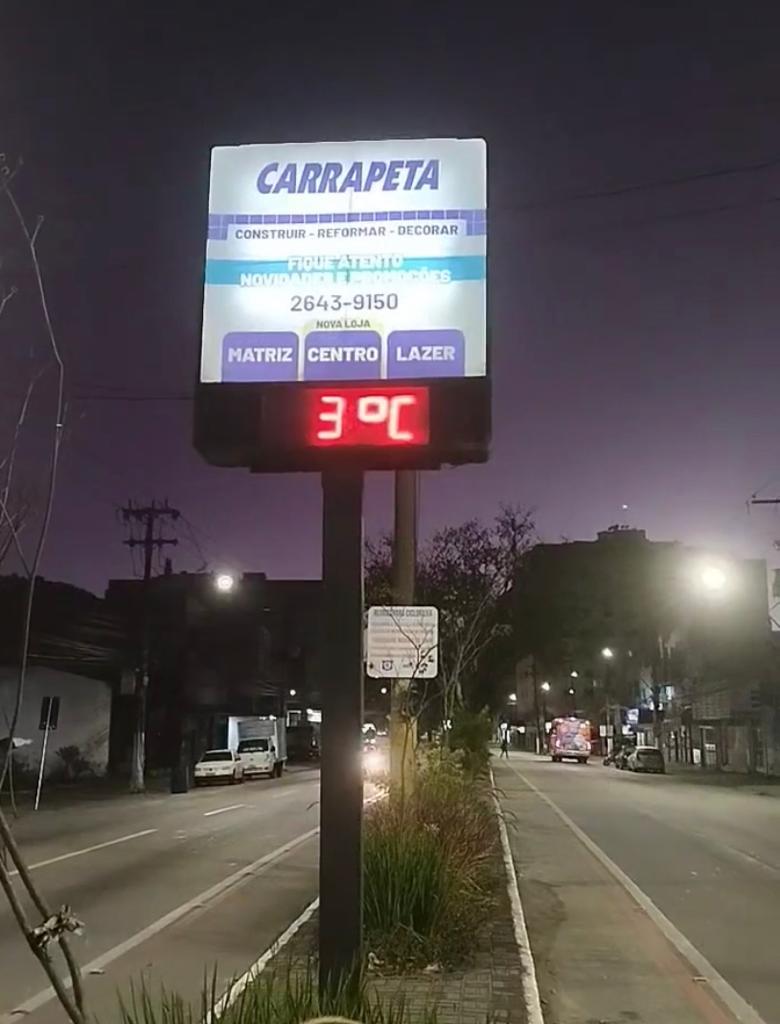 CARRAPETA
CONSTRUIR - REFORMAR - DECORAR
FIQUE ATENTO
NOVIDADES E PROMOÇÕES
2643-9150
NOVA LOJA
MATRIZ CENTRO LAZER
3 ºC